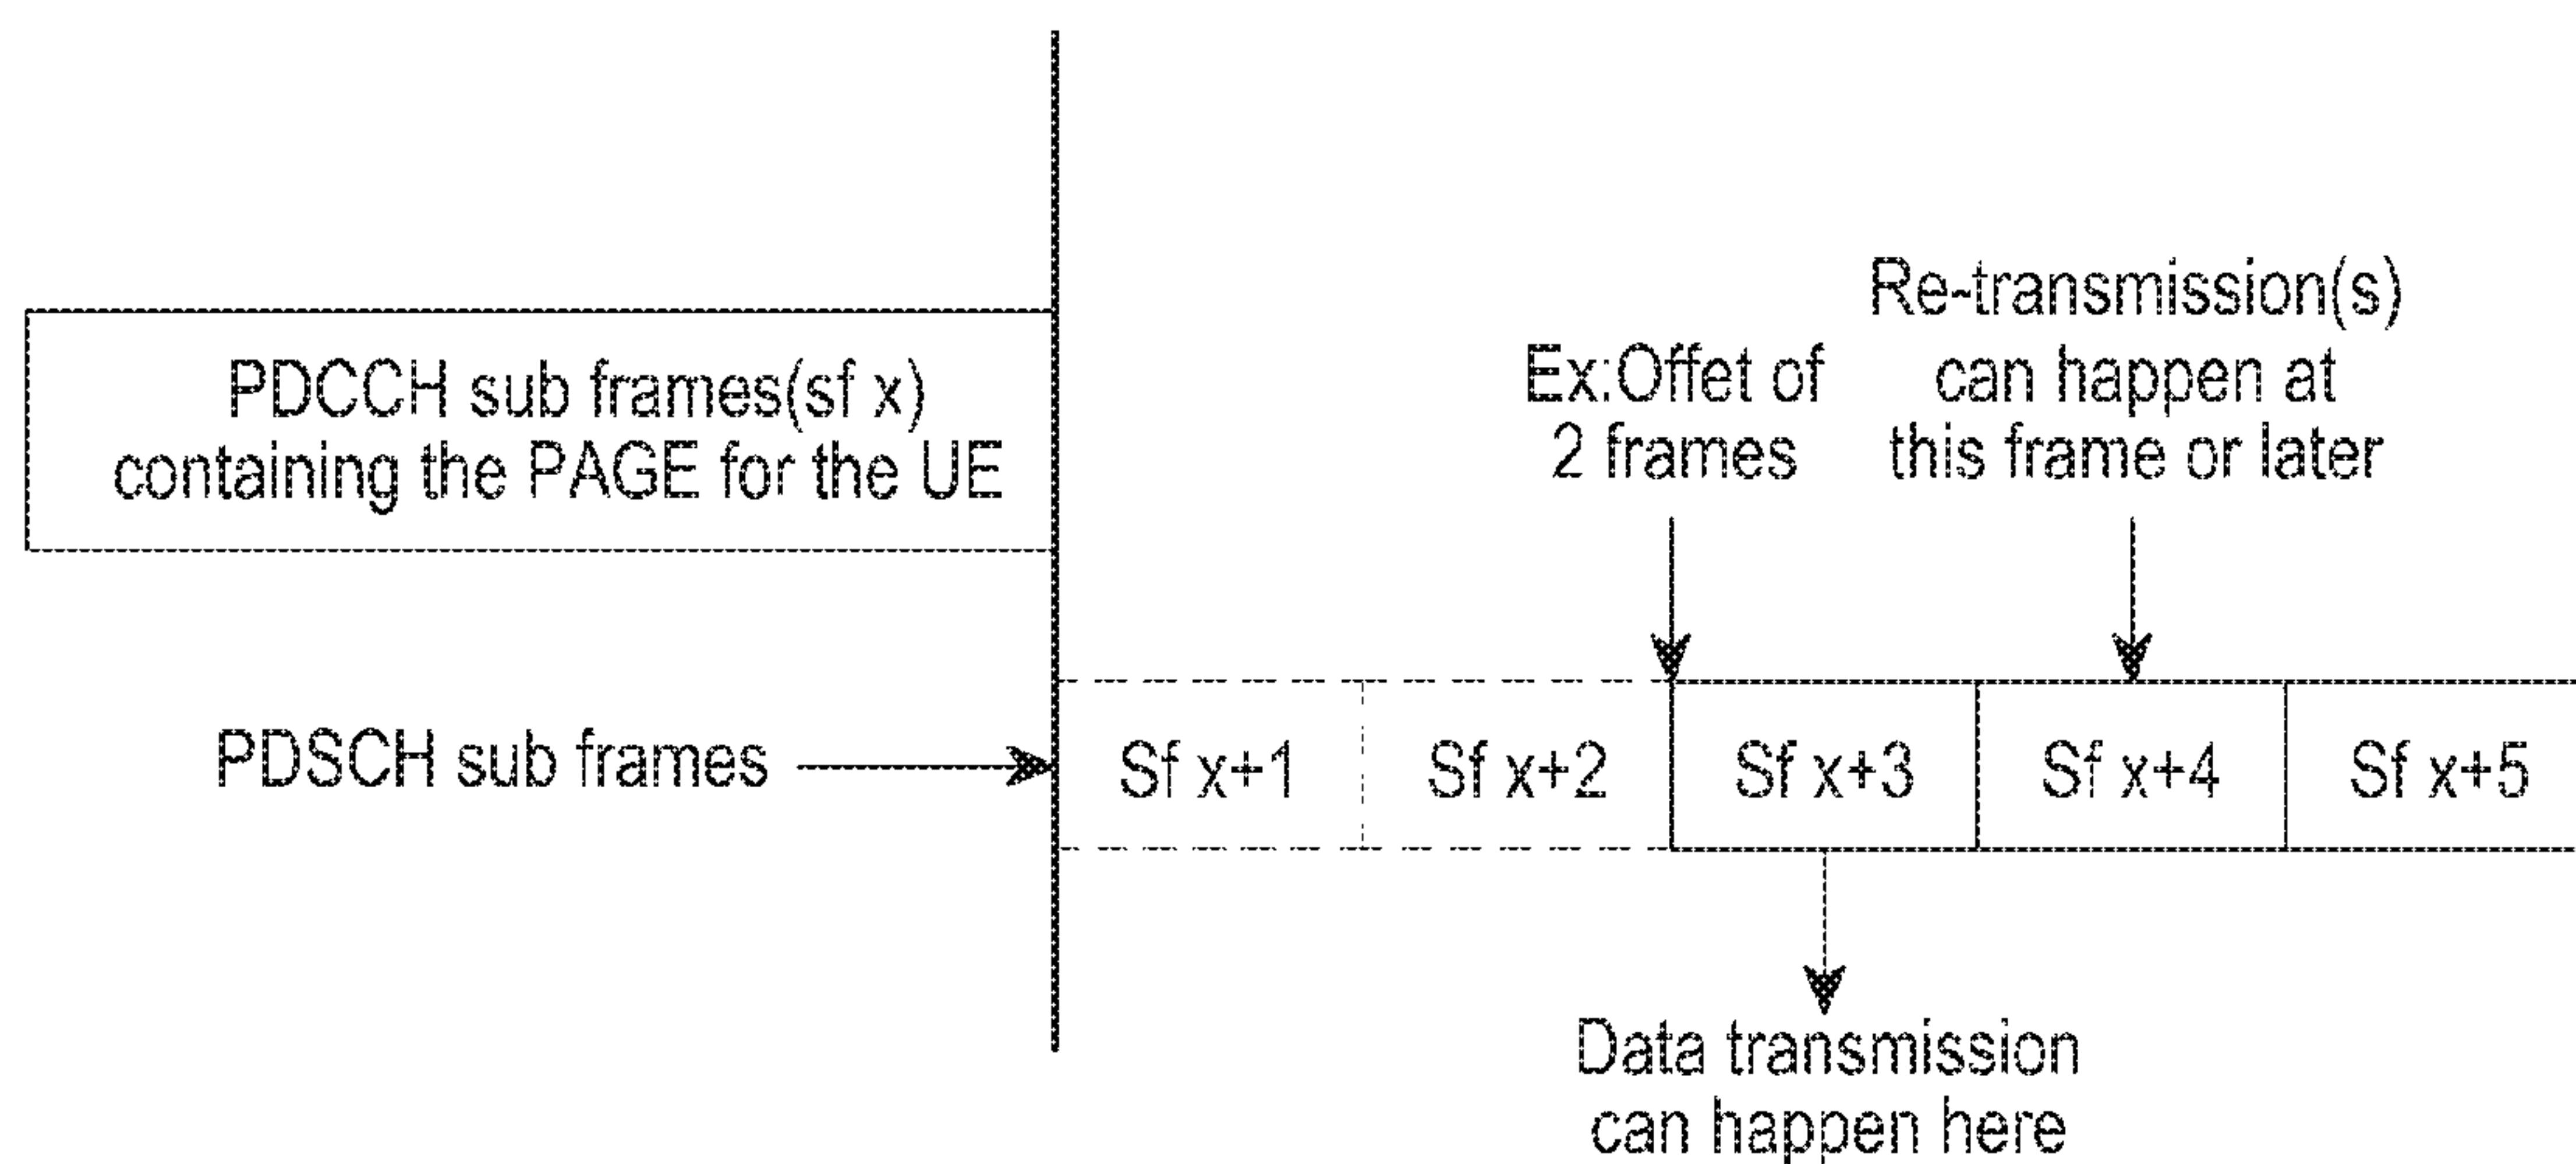 PDCCH sub frames(sf x)
containing the PAGE for the UE
Ex:Offet of
2 frames
Re-transmission(s)
can happen at
this frame or later
PDSCH sub frames
Sf x+1
Sf x+2
Sf x+3
Sf x+4
Sf x+5
Data transmission
can happen here